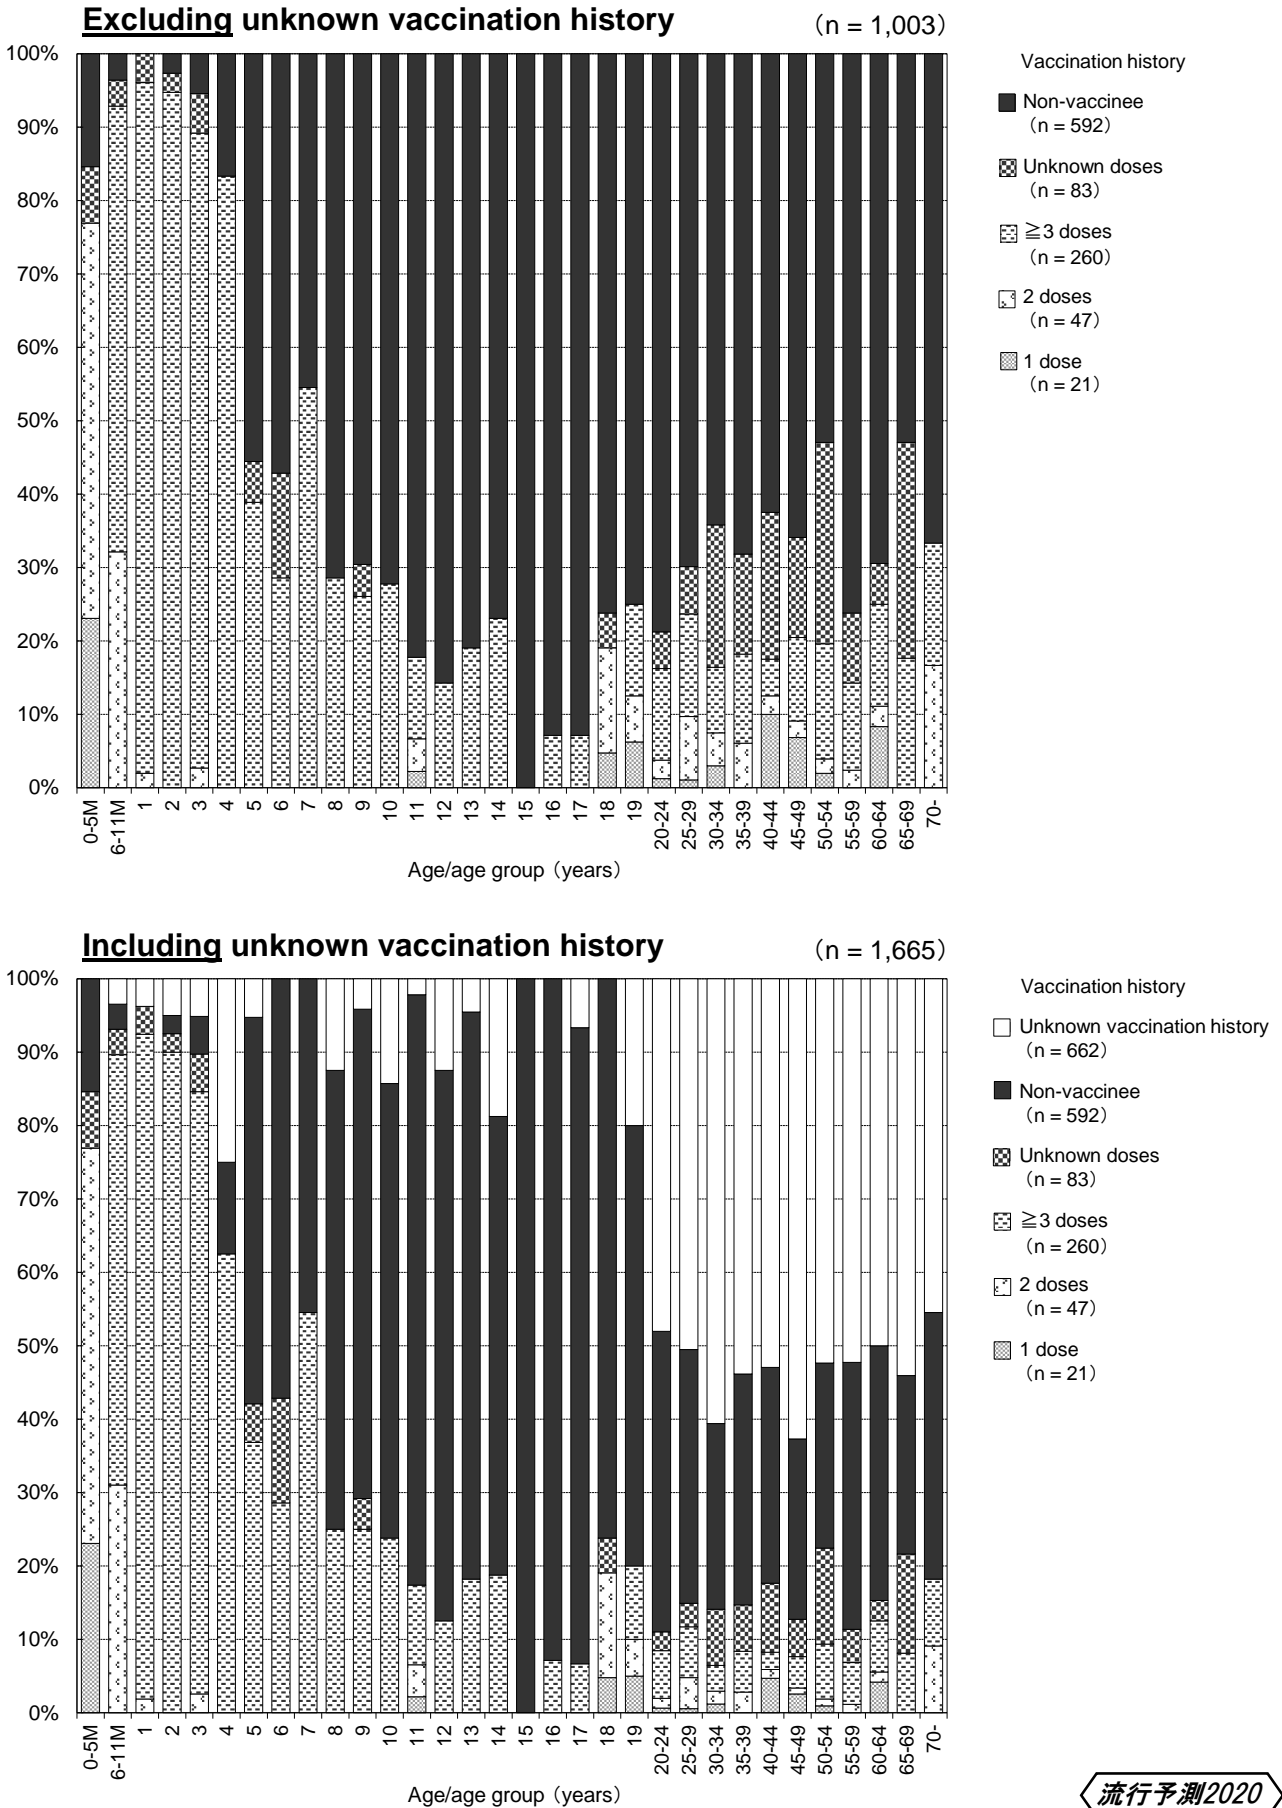 Excluding unknown vaccination history
（n = 1,003）
100%
90%
80%
70%
60%
50%
40%
30%
20%
10%
0%
0-5M
6-11M
1
2
3
4
5
6
7
8
9
10
11
12
13
14
15
16
17
18
19
20-24
25-29
30-34
35-39
40-44
45-49
50-54
55-59
60-64
65-69
70-
Age/age group（years）
Vaccination history
Non-vaccinee
（n = 592）
Unknown doses
（n = 83）
≧3 doses
（n = 260）
2 doses
（n = 47）
1 dose
（n = 21）
Including unknown vaccination history
（n = 1,665）
100%
90%
80%
70%
60%
50%
40%
30%
20%
10%
0%
0-5M
6-11M
1
2
3
4
5
6
7
8
9
10
11
12
13
14
15
16
17
18
19
20-24
25-29
30-34
35-39
40-44
45-49
50-54
55-59
60-64
65-69
70-
Age/age group（years）
Vaccination history
Unknown vaccination history
（n = 662）
Non-vaccinee
（n = 592）
Unknown doses
（n = 83）
≧3 doses
（n = 260）
2 doses
（n = 47）
1 dose
（n = 21）
流行予測2020